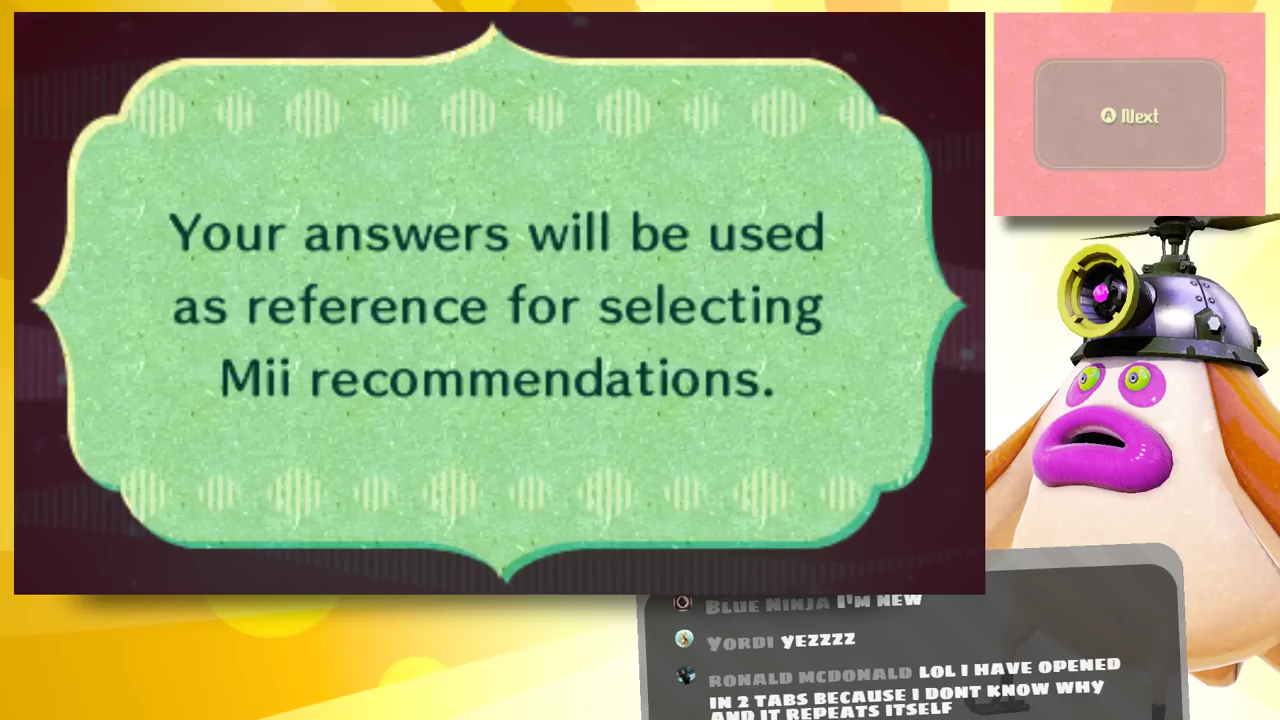 Your answers will be used
as reference for selecting
Mii recommendations.
A Next
BLUE NINJA I'M NEW
YORDI YEZZZZ
RONALD MCDONALD LOL I HAVE OPENED
IN 2 TABS BECAUSE I DONT KNOW WHY
AND IT REPEATS ITSELF